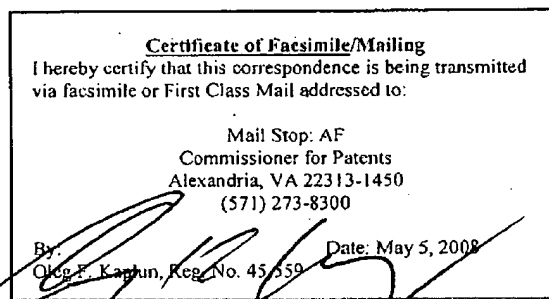 Certificate of Facsimile/Mailing
I hereby certify that this correspondence is being transmitted
via facsimile or First Class Mail addressed to:
Mail Stop: AF
Commissioner for Patents
Alexandria, VA 22313-1450
(571) 273-8300
By: Date: May 5, 2008
Oleg F. Kaplun, Reg. No. 45,559